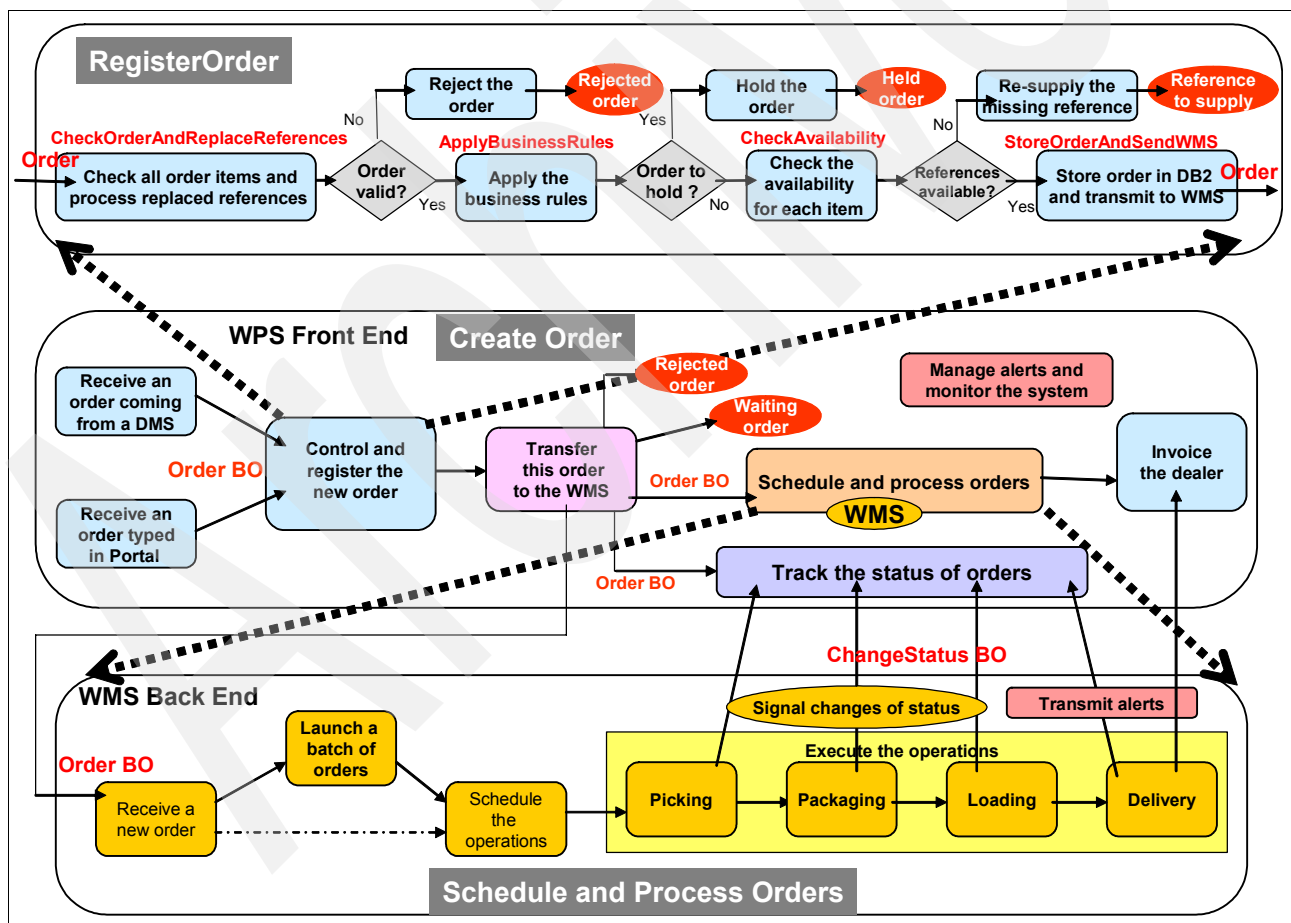 RegisterOrder
Reject the
order
Rejected
order
Hold the
order
Held
order
Re-supply the
missing reference
Reference
to supply
No
Yes
No
CheckOrderAndReplaceReferences
ApplyBusinessRules
CheckAvailability
StoreOrderAndSendWMS
Order
Check all order items and
process replaced references
Order
valid?
Yes
Apply the
business rules
Order to
hold ?
No
Check the
availability
for each item
References
available?
Yes
Store order in DB2
and transmit to WMS
Order
WPS Front End
Create Order
Receive an
order coming
from a DMS
Rejected
order
Manage alerts and
monitor the system
Waiting
order
Order BO
Control and
register the
new order
Transfer
this order
to the WMS
Order BO
Schedule and process orders
WMS
Invoice
the dealer
Receive an
order typed
in Portal
Order BO
Track the status of orders
ChangeStatus BO
WMS Back End
Signal changes of status
Transmit alerts
Launch a
batch of
orders
Execute the operations
Order BO
Receive a
new order
Schedule
the
operations
Picking
Packaging
Loading
Delivery
Schedule and Process Orders